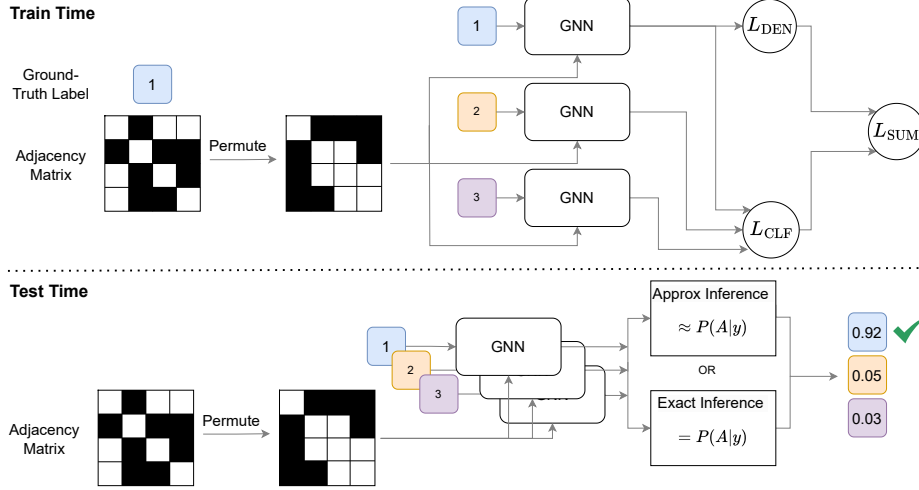 Train Time
Ground-
Truth Label
1
Adjacency
Matrix
Permute
1
GNN
2
GNN
3
GNN
L_DEN
L_CLF
L_SUM
Test Time
Adjacency
Matrix
Permute
1
2
3
GNN
Approx Inference
≈ P(A|y)
OR
Exact Inference
= P(A|y)
0.92
0.05
0.03